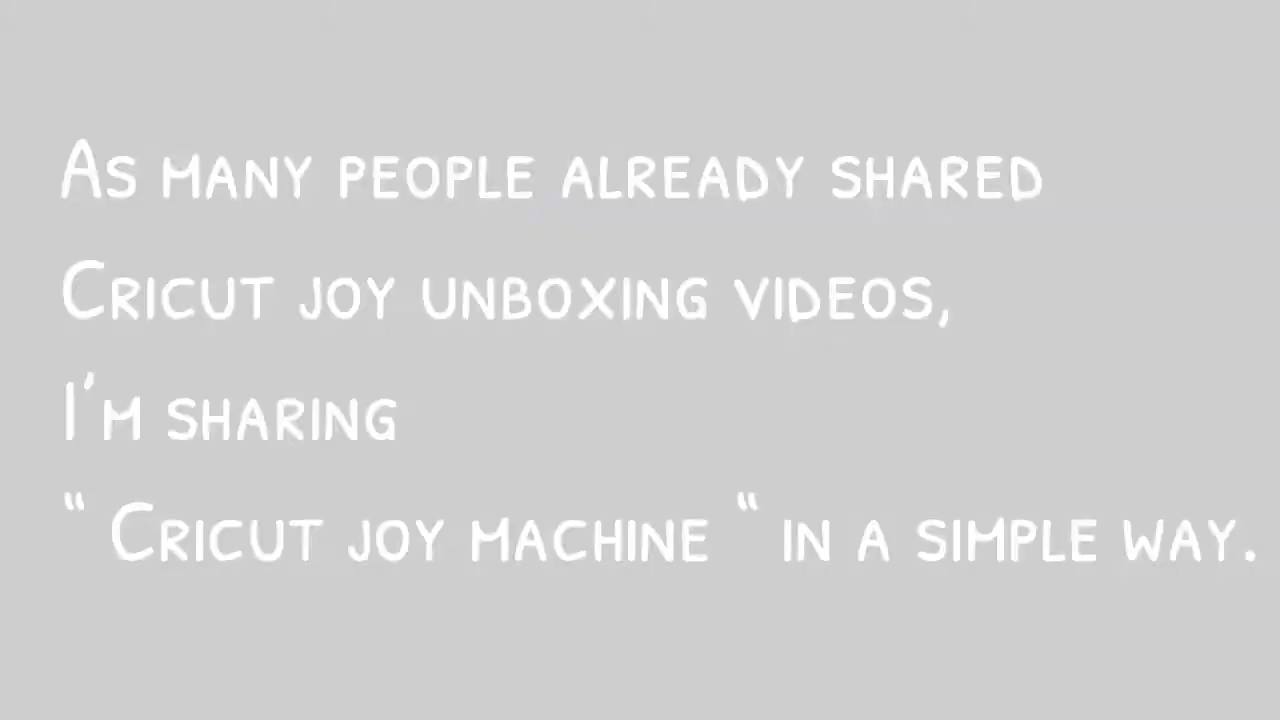 As many people already shared
Cricut joy unboxing videos,
I'm sharing
“ Cricut joy machine “ in a simple way.